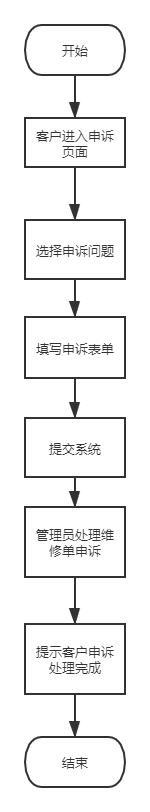 开始
客户进入申诉
页面
选择申诉问题
填写申诉表单
提交系统
管理员处理维
修单申诉
提示客户申诉
处理完成
结束